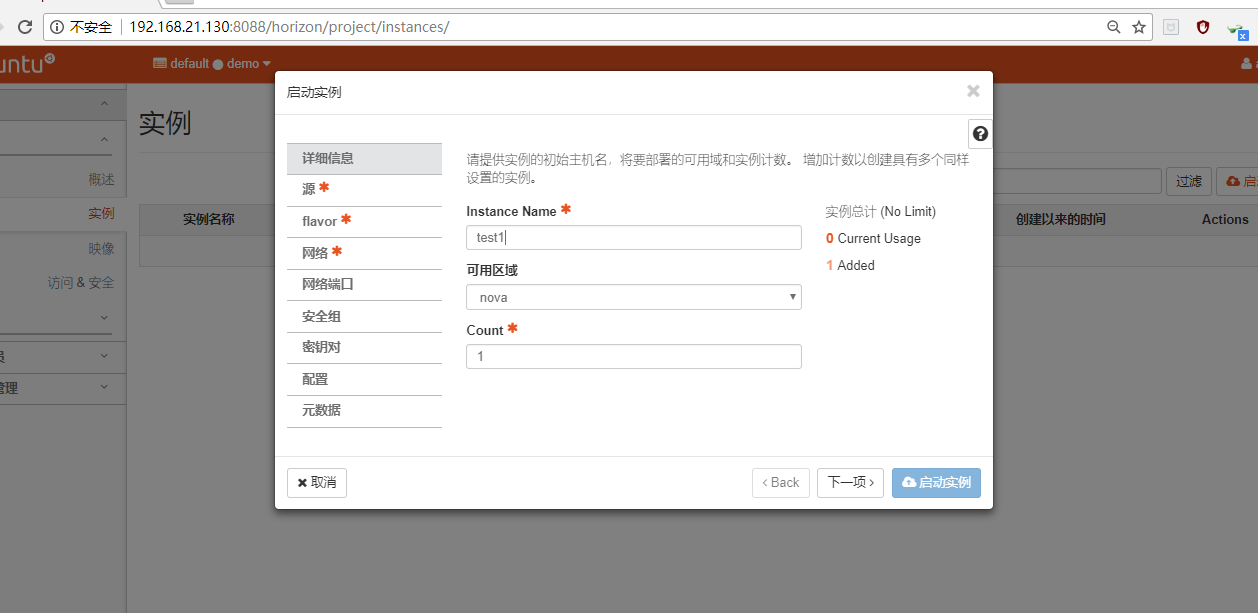 不安全 192.168.21.130:8088/horizon/project/instances/
untu
default demo
启动实例
实例
概述
实例
映像
访问 & 安全
管理
实例名称
过滤
创建以来的时间
Actions
详细信息
源 *
flavor *
网络 *
网络端口
安全组
密钥对
配置
元数据
请提供实例的初始主机名，将要部署的可用域和实例计数。 增加计数以创建具有多个同样
设置的实例。
Instance Name *
test1
可用区域
nova
Count *
1
实例总计 (No Limit)
0 Current Usage
1 Added
取消
Back
下一项
启动实例